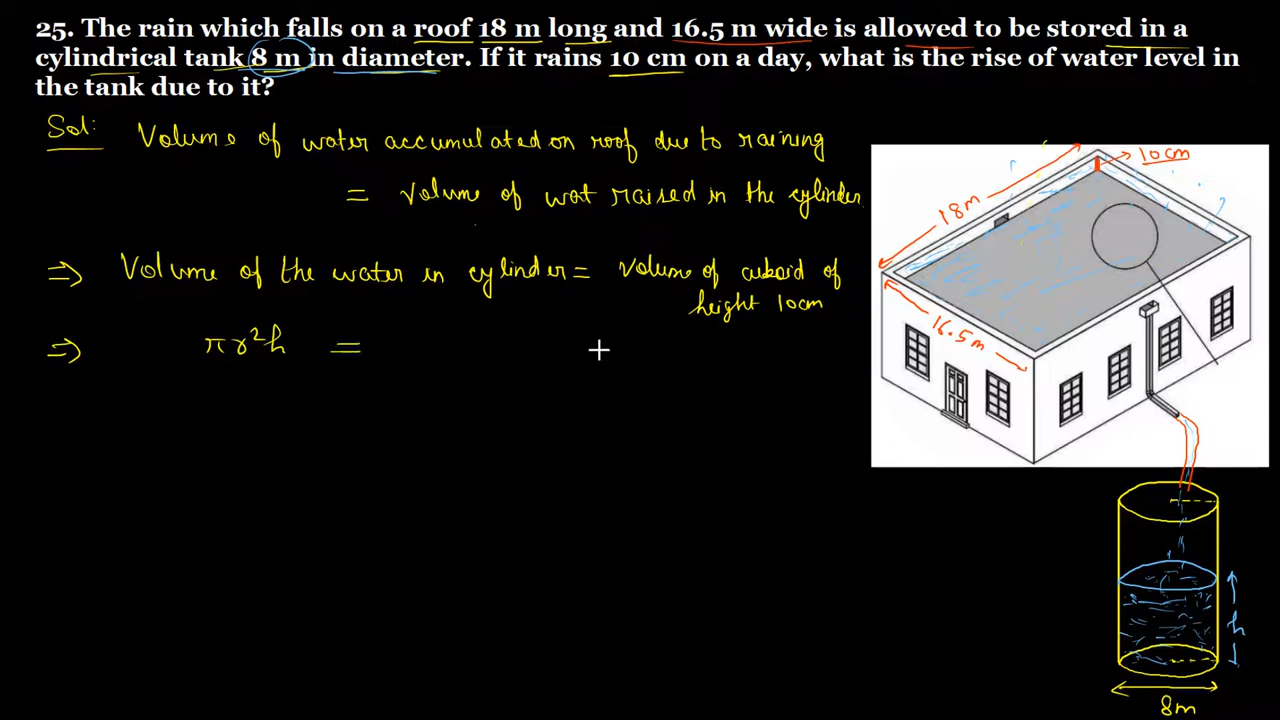 25. The rain which falls on a roof 18 m long and 16.5 m wide is allowed to be stored in a
cylindrical tank 8 m in diameter. If it rains 10 cm on a day, what is the rise of water level in
the tank due to it?
Sol: Volume of water accumulated on roof due to raining
= volume of wat raised in the cylinder
⇒ Volume of the water in cylinder = volume of cuboid of
height 10cm
⇒ πr²h =
10cm
18m
16.5m
h
8m